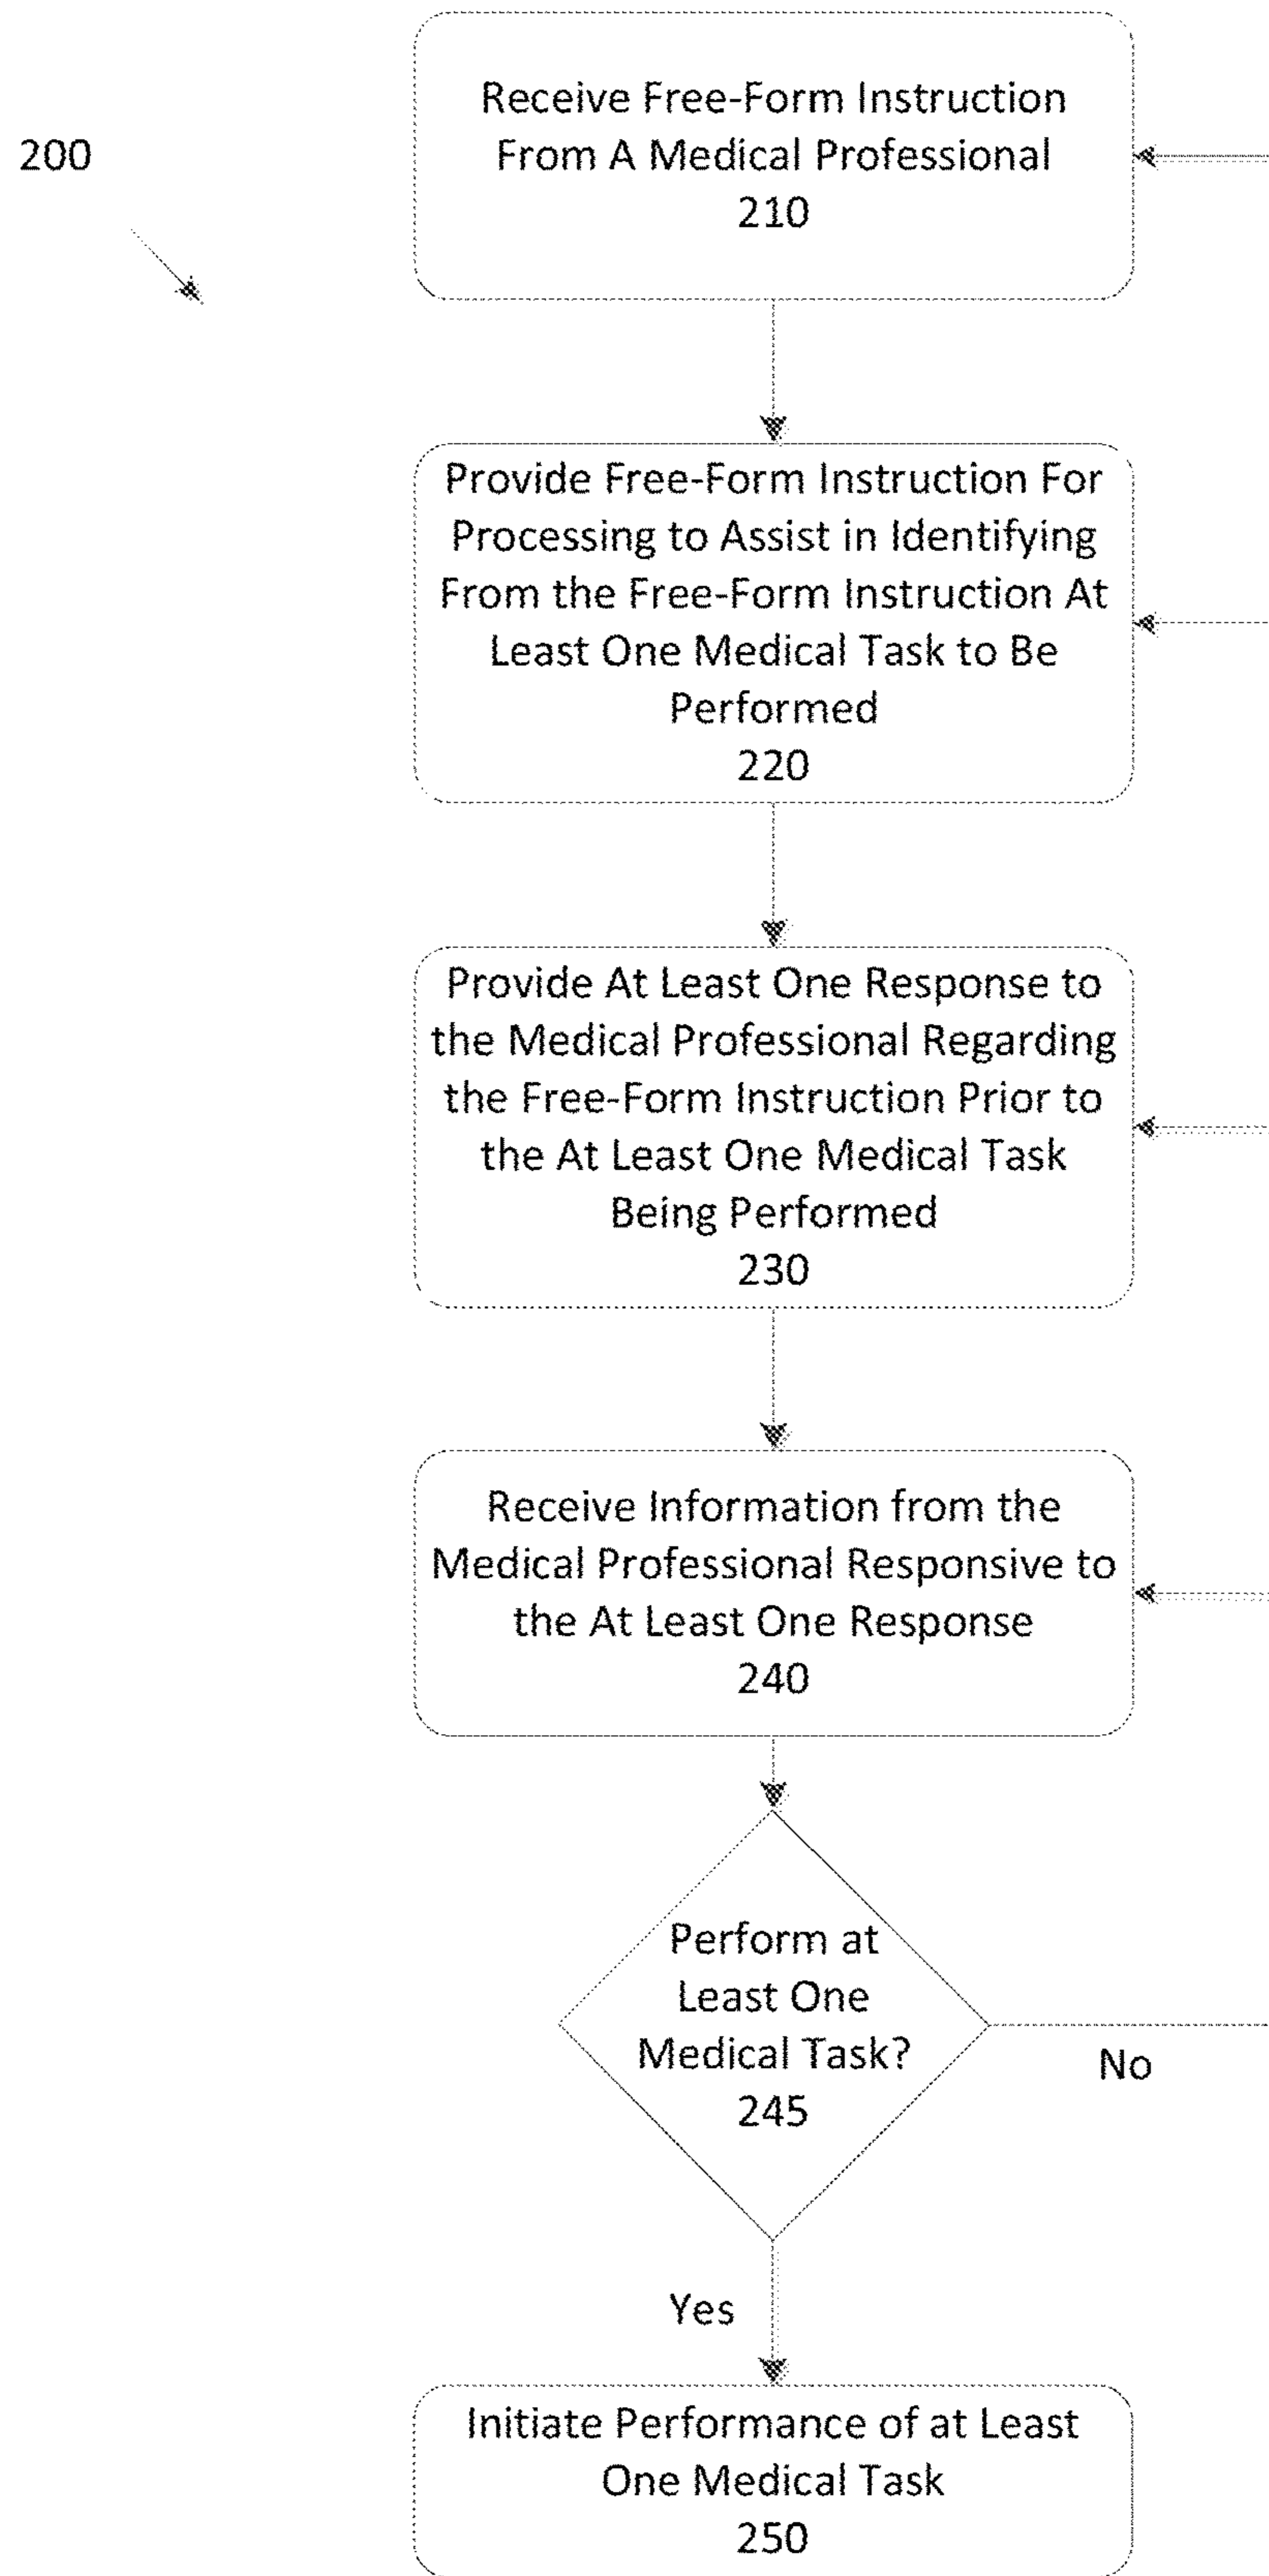 200
Receive Free-Form Instruction
From A Medical Professional
210
Provide Free-Form Instruction For
Processing to Assist in Identifying
From the Free-Form Instruction At
Least One Medical Task to Be
Performed
220
Provide At Least One Response to
the Medical Professional Regarding
the Free-Form Instruction Prior to
the At Least One Medical Task
Being Performed
230
Receive Information from the
Medical Professional Responsive to
the At Least One Response
240
Perform at
Least One
Medical Task?
245
No
Yes
Initiate Performance of at Least
One Medical Task
250